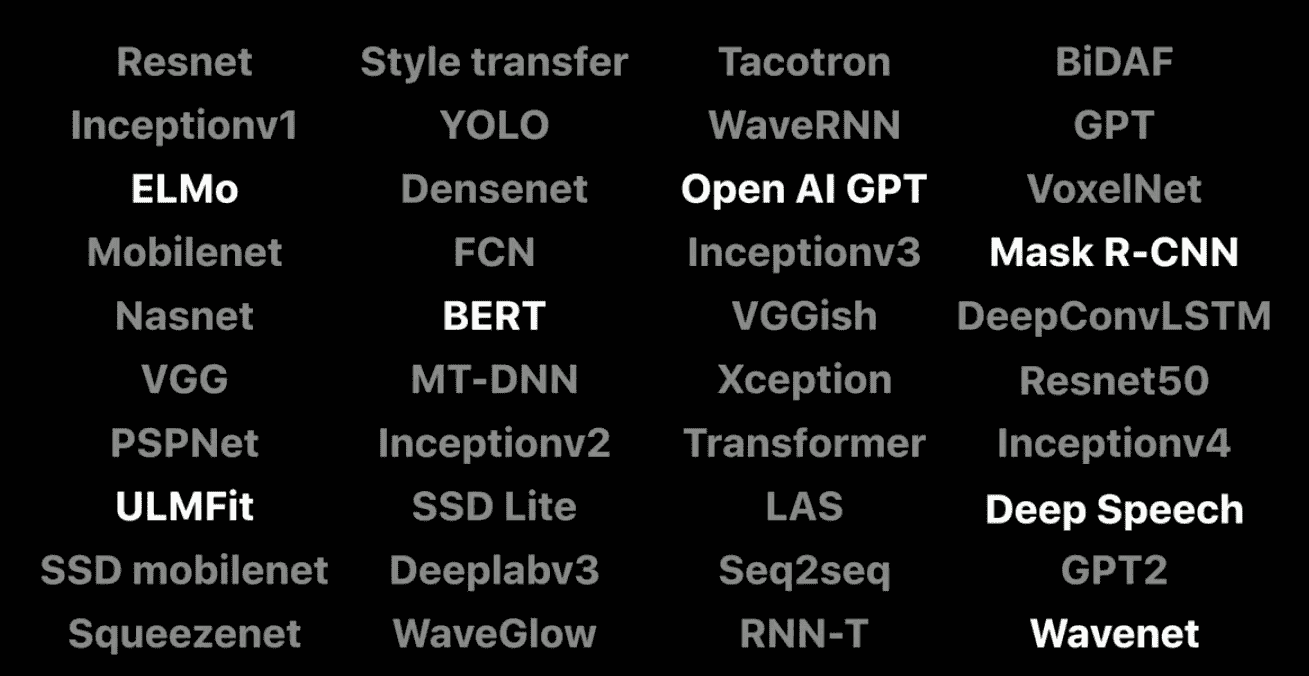 Resnet Style transfer Tacotron BiDAF
Inceptionv1 YOLO WaveRNN GPT
ELMo Densenet Open AI GPT VoxelNet
Mobilenet FCN Inceptionv3 Mask R-CNN
Nasnet BERT VGGish DeepConvLSTM
VGG MT-DNN Xception Resnet50
PSPNet Inceptionv2 Transformer Inceptionv4
ULMFit SSD Lite LAS Deep Speech
SSD mobilenet Deeplabv3 Seq2seq GPT2
Squeezenet WaveGlow RNN-T Wavenet